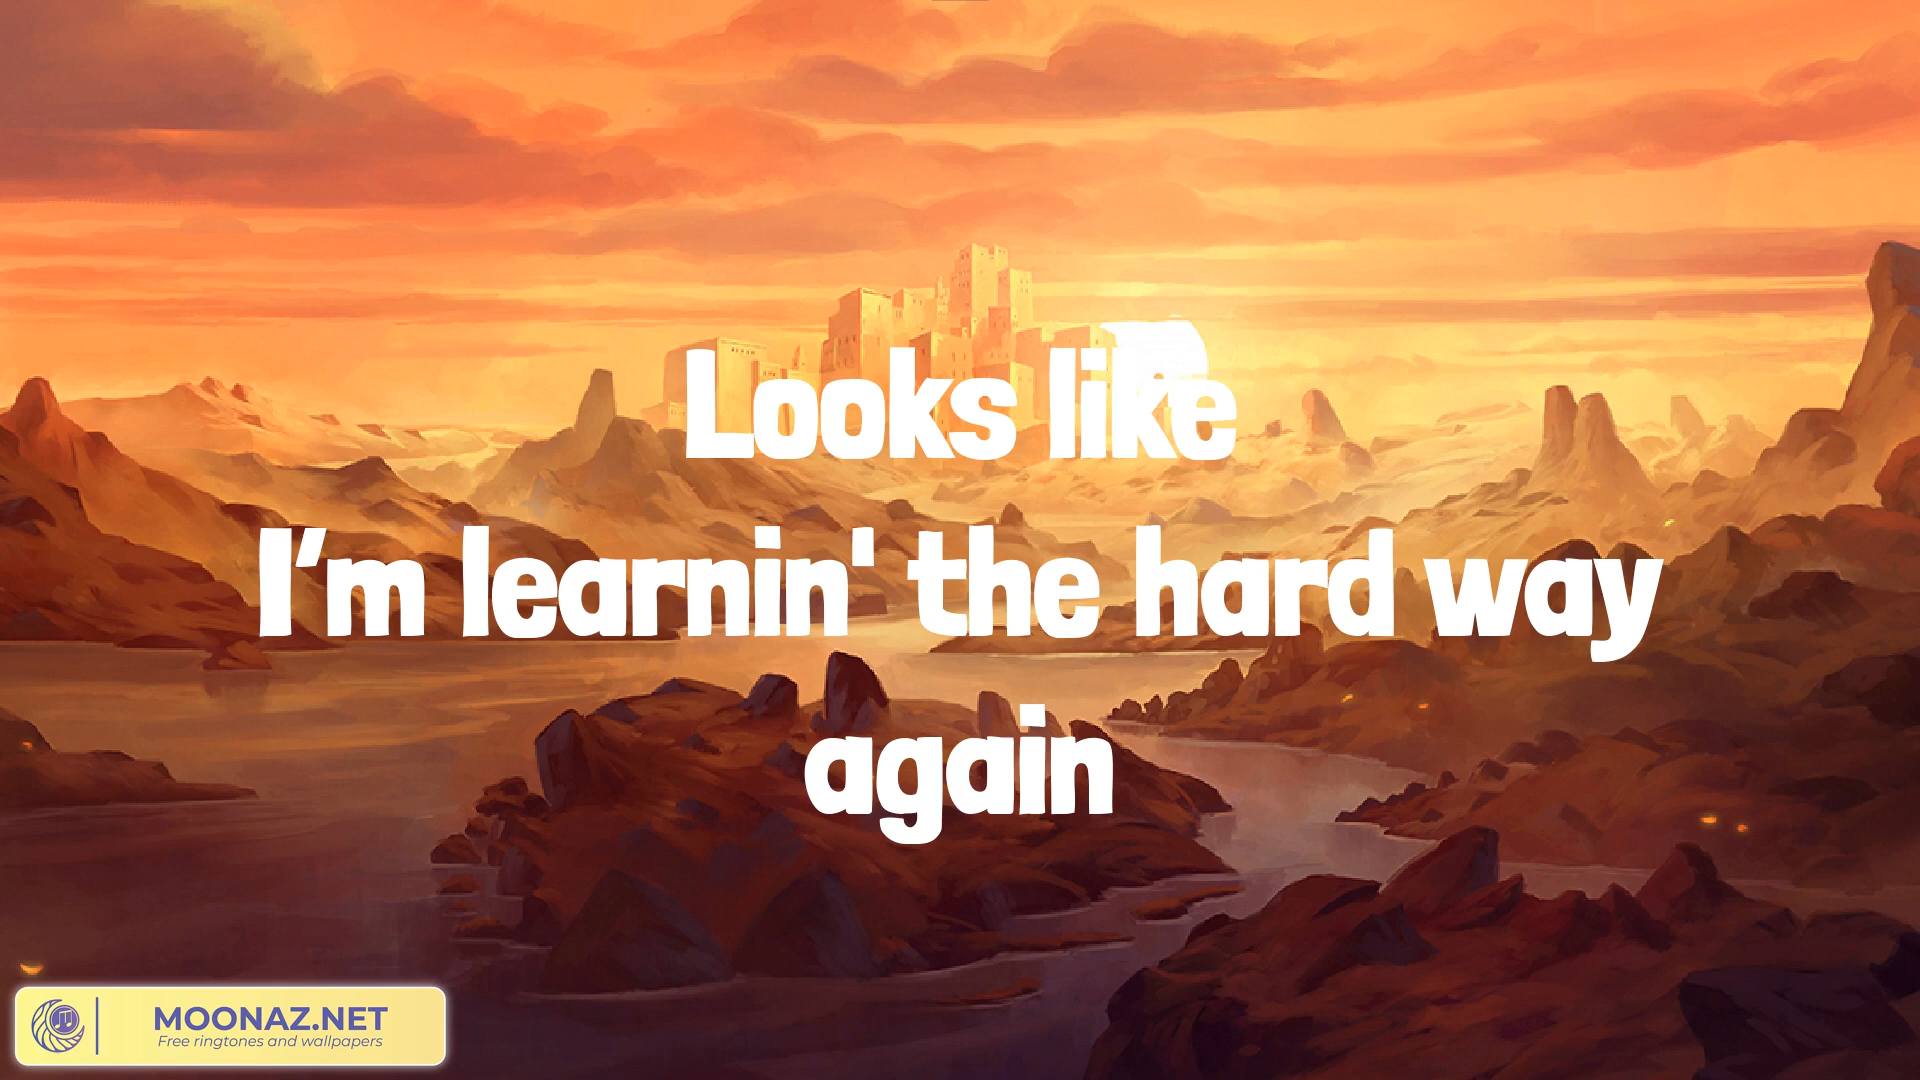 Looks like
I’m learnin' the hard way
again
MOONAZ.NET
Free ringtones and wallpapers